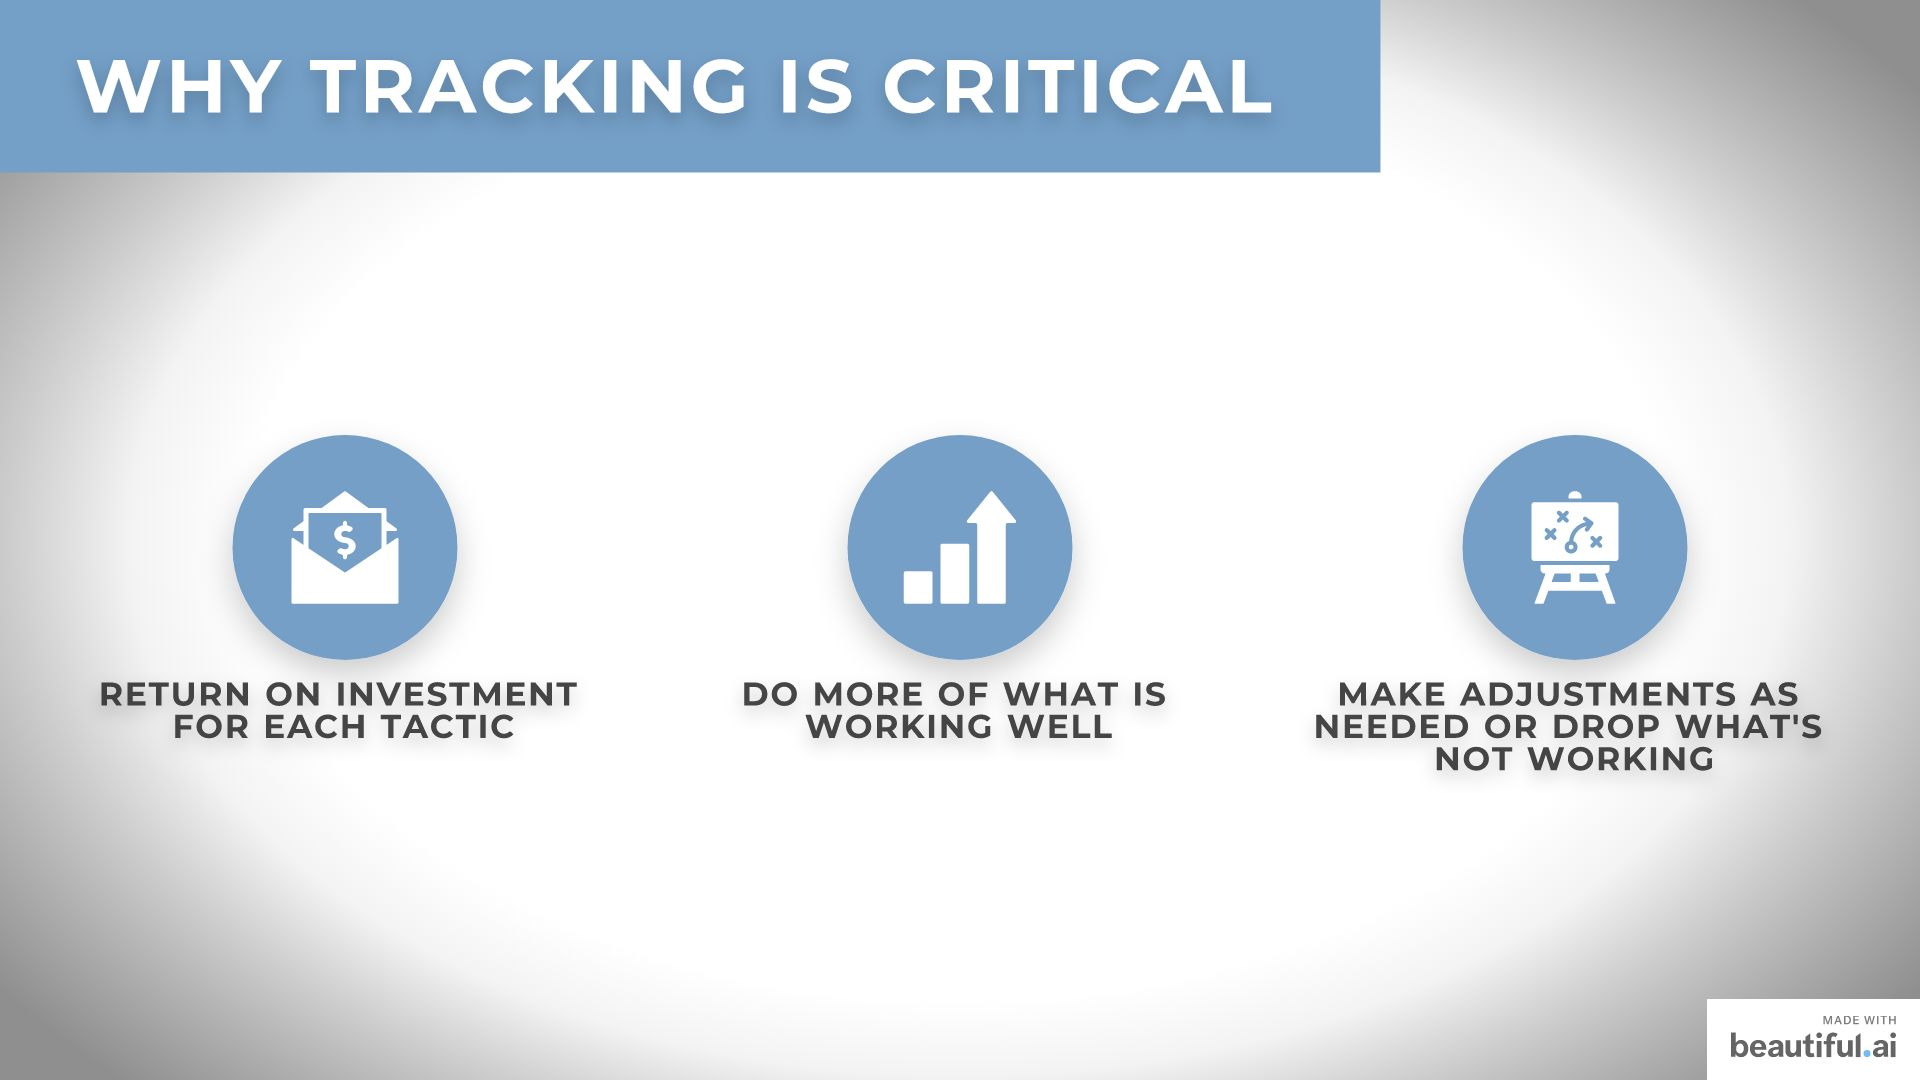 WHY TRACKING IS CRITICAL
$
RETURN ON INVESTMENT
FOR EACH TACTIC
DO MORE OF WHAT IS
WORKING WELL
MAKE ADJUSTMENTS AS
NEEDED OR DROP WHAT'S
NOT WORKING
MADE WITH
beautiful.ai